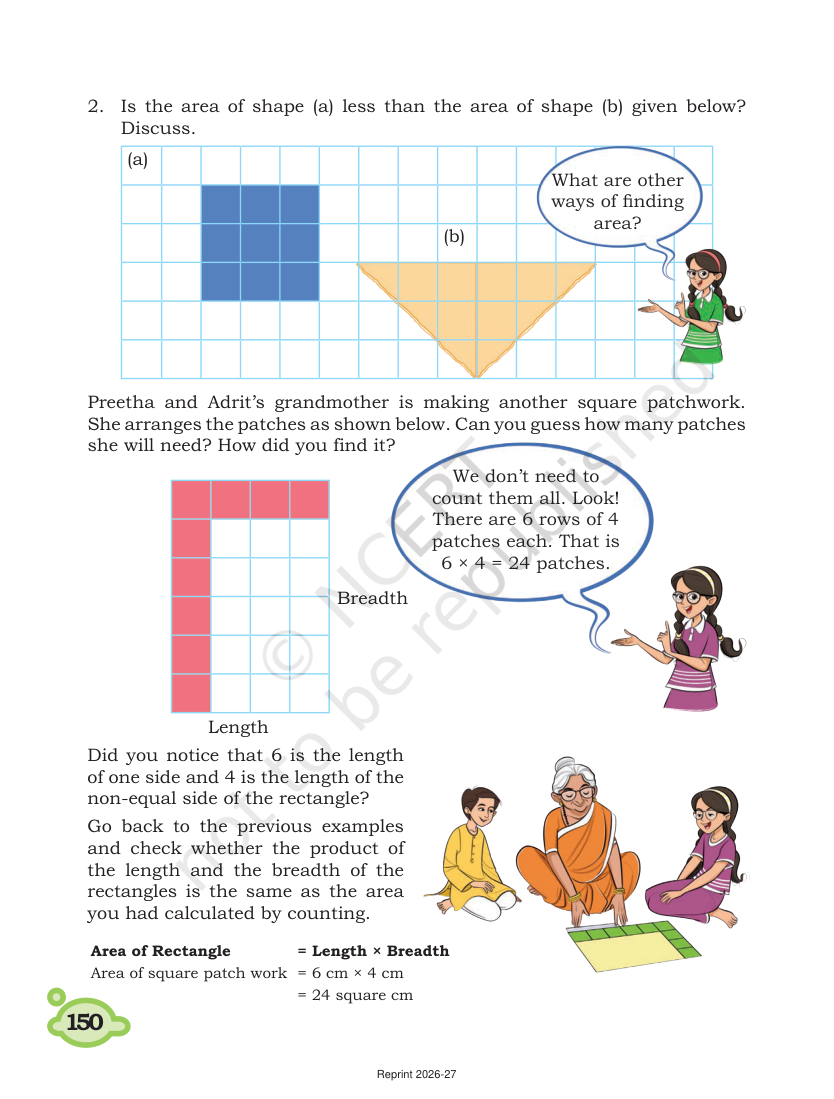 2. Is the area of shape (a) less than the area of shape (b) given below?
Discuss.
(a)
What are other
ways of finding
area?
(b)
Preetha and Adrit’s grandmother is making another square patchwork.
She arranges the patches as shown below. Can you guess how many patches
she will need? How did you find it?
We don’t need to
count them all. Look!
There are 6 rows of 4
patches each. That is
6 × 4 = 24 patches.
Breadth
Length
Did you notice that 6 is the length
of one side and 4 is the length of the
non-equal side of the rectangle?
Go back to the previous examples
and check whether the product of
the length and the breadth of the
rectangles is the same as the area
you had calculated by counting.
Area of Rectangle = Length × Breadth
Area of square patch work = 6 cm × 4 cm
= 24 square cm
150
Reprint 2026-27
© NCERT
not to be republished